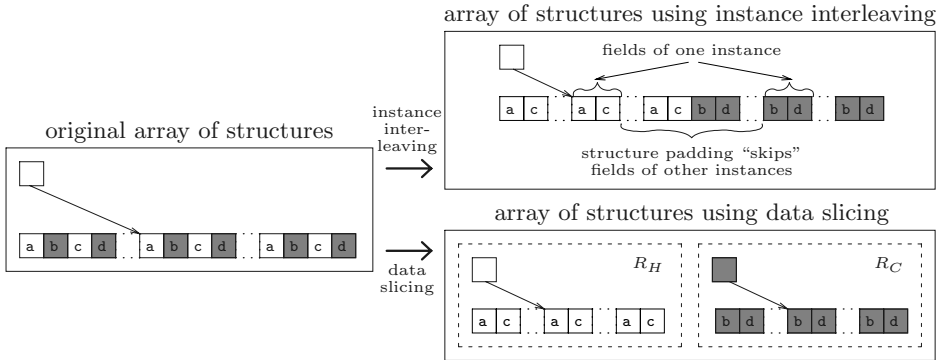 array of structures using instance interleaving
fields of one instance
a c a c a c b d b d b d
structure padding “skips”
fields of other instances
instance
inter-
leaving
original array of structures
a b c d a b c d a b c d
data
slicing
array of structures using data slicing
R_H
R_C
a c a c a c
b d b d b d